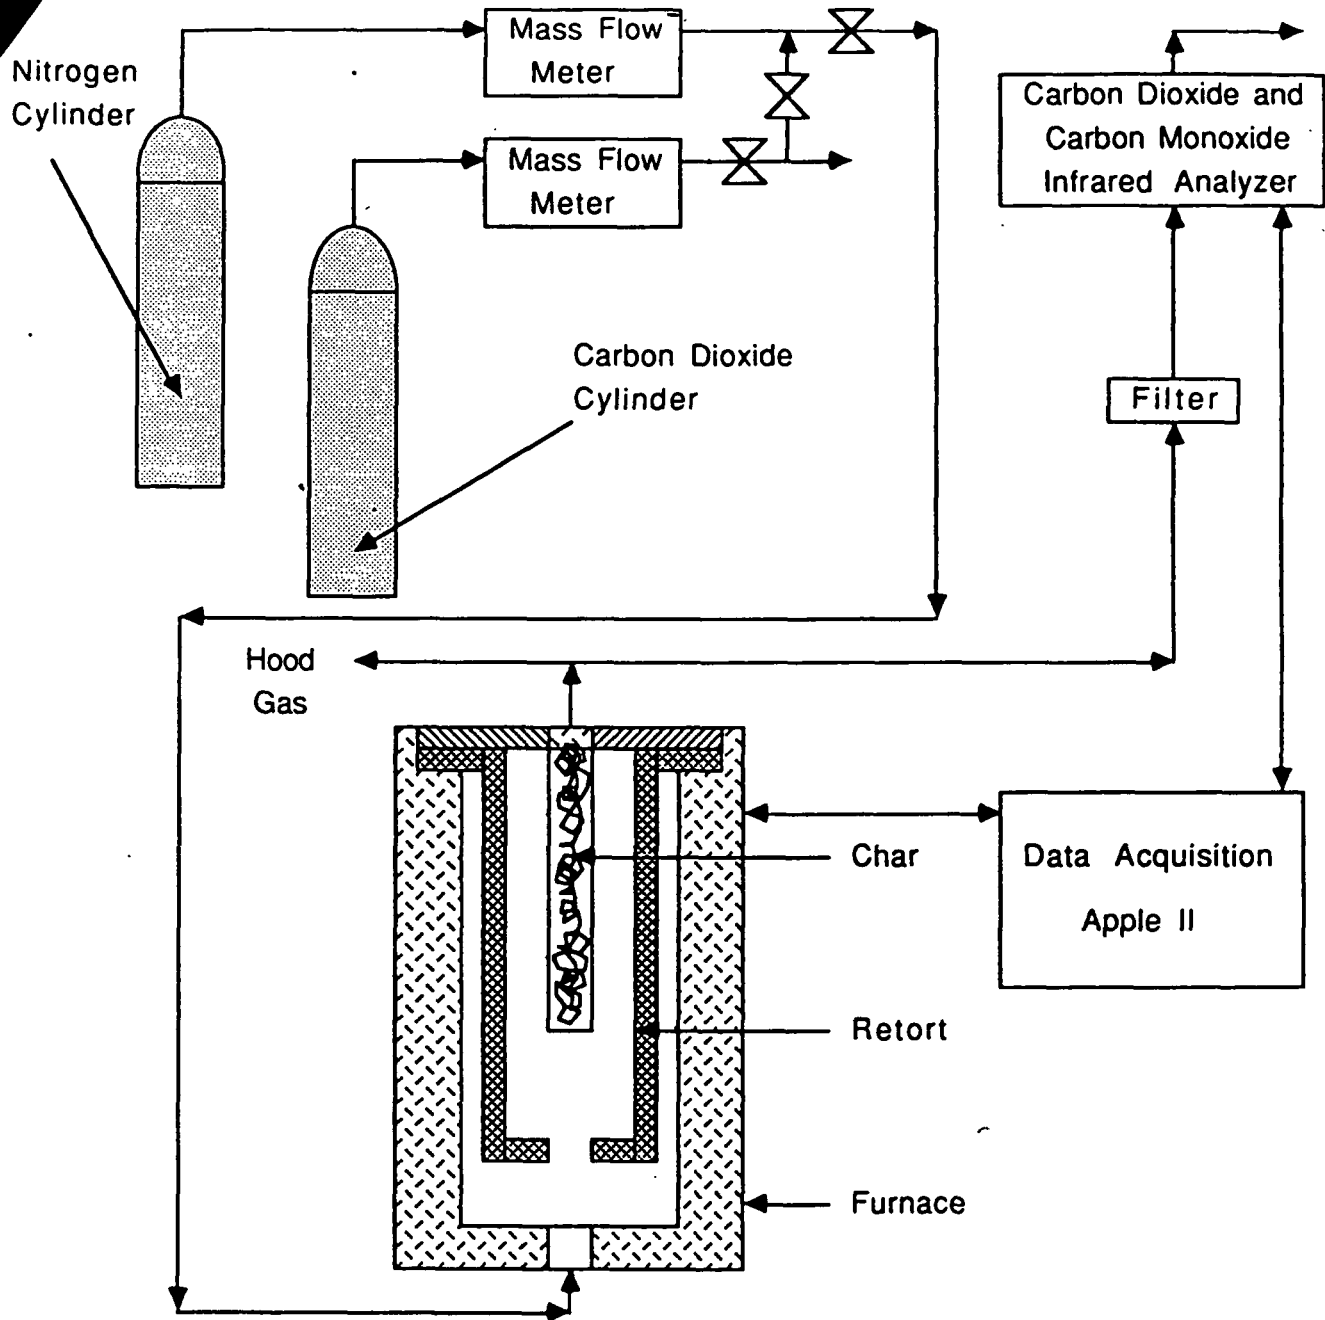 Mass Flow
Meter
Nitrogen
Cylinder
Carbon Dioxide and
Carbon Monoxide
Infrared Analyzer
Mass Flow
Meter
Carbon Dioxide
Cylinder
Filter
Hood
Gas
Char
Data Acquisition
Apple II
Retort
Furnace